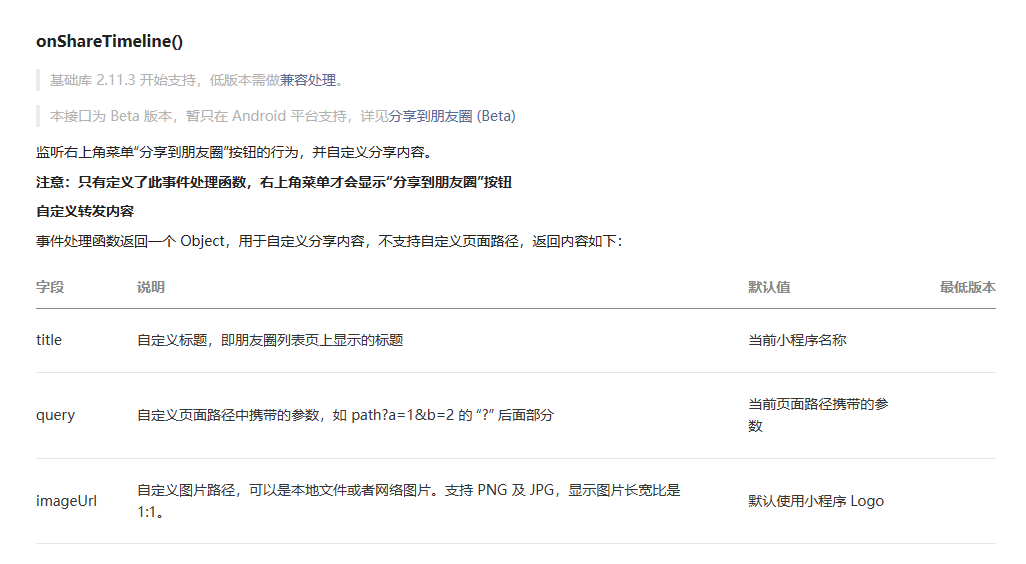 onShareTimeline()
基础库 2.11.3 开始支持，低版本需做兼容处理。
本接口为 Beta 版本，暂只在 Android 平台支持，详见分享到朋友圈 (Beta)
监听右上角菜单“分享到朋友圈”按钮的行为，并自定义分享内容。
注意：只有定义了此事件处理函数，右上角菜单才会显示“分享到朋友圈”按钮
自定义转发内容
事件处理函数返回一个 Object，用于自定义分享内容，不支持自定义页面路径，返回内容如下：
字段 说明 默认值 最低版本
title 自定义标题，即朋友圈列表页上显示的标题 当前小程序名称
query 自定义页面路径中携带的参数，如 path?a=1&b=2 的 “?” 后面部分 当前页面路径携带的参
数
imageUrl 自定义图片路径，可以是本地文件或者网络图片。支持 PNG 及 JPG，显示图片长宽比是
1:1。 默认使用小程序 Logo